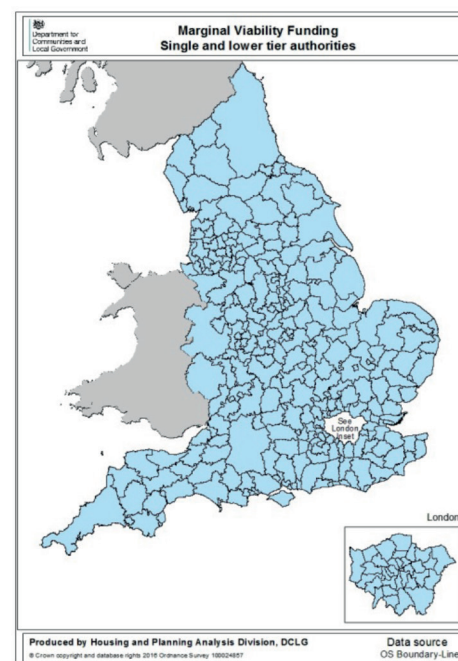 Department for
Communities and
Local Government
Marginal Viability Funding
Single and lower tier authorities
See
London
Inset
London
Produced by Housing and Planning Analysis Division, DCLG
© Crown copyright and database rights 2016 Ordnance Survey 100024857
Data source
OS Boundary-Line